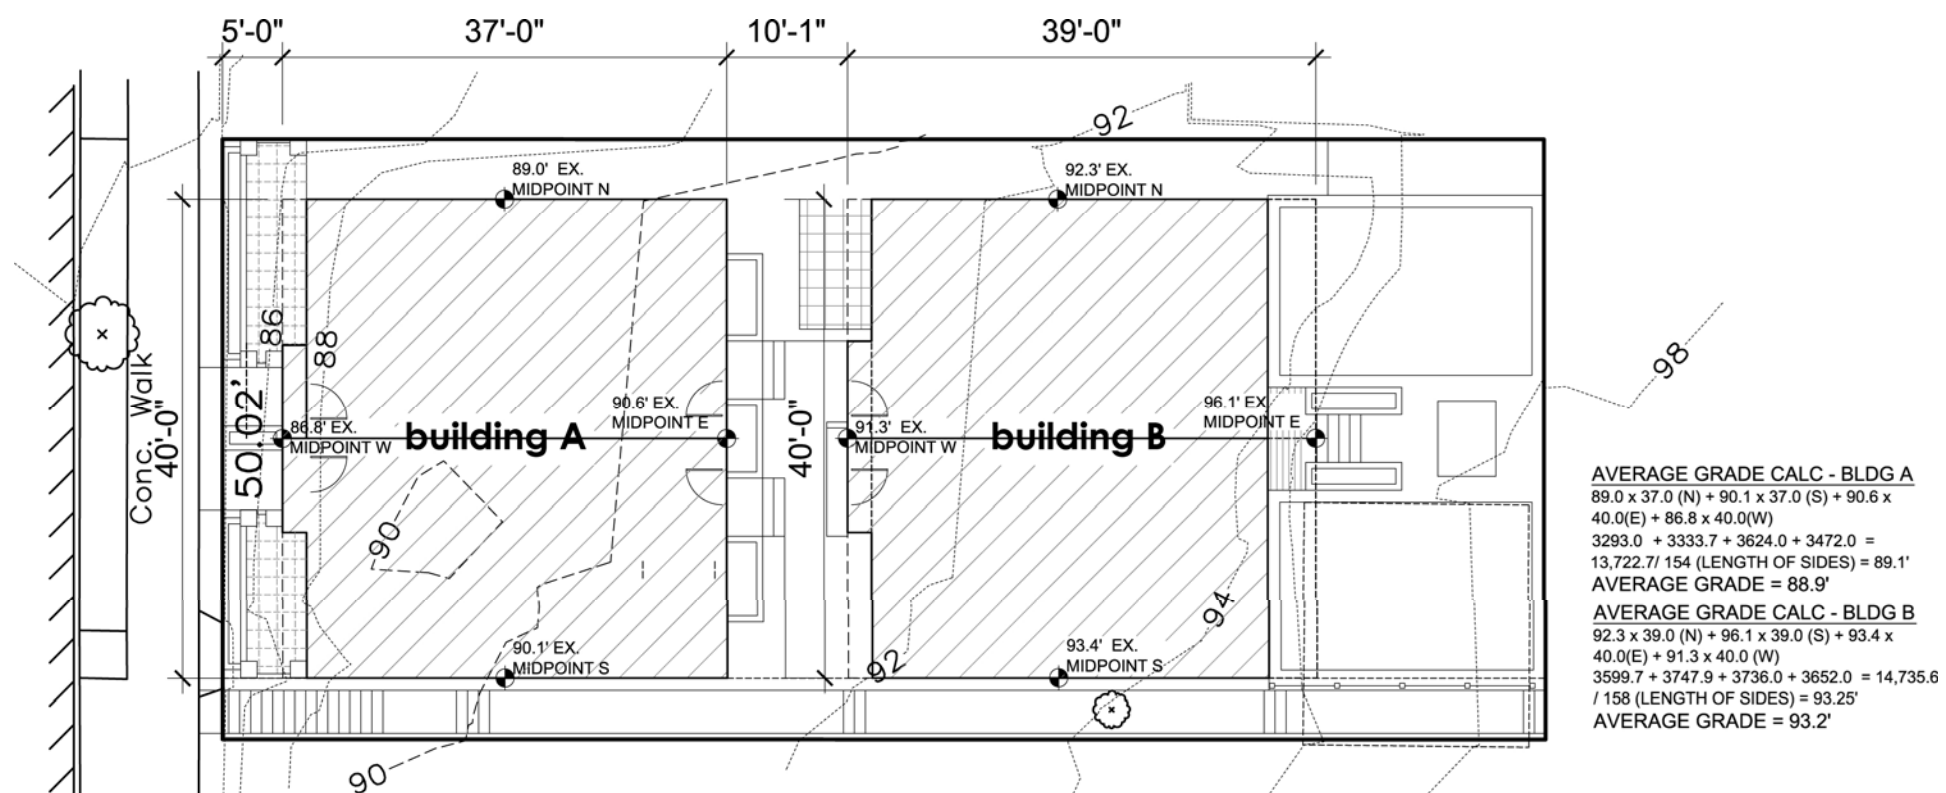 5'-0"
37'-0"
10'-1"
39'-0"
92
89.0' EX.
MIDPOINT N
92.3' EX.
MIDPOINT N
86
88
98
Conc. Walk
40'-0"
50.02'
86.8' EX.
MIDPOINT W
building A
90.6' EX.
MIDPOINT E
40'-0"
91.3' EX.
MIDPOINT W
building B
96.1' EX.
MIDPOINT E
90
94
90.1' EX.
MIDPOINT S
92
93.4' EX.
MIDPOINT S
90
AVERAGE GRADE CALC - BLDG A
89.0 x 37.0 (N) + 90.1 x 37.0 (S) + 90.6 x
40.0(E) + 86.8 x 40.0(W)
3293.0 + 3333.7 + 3624.0 + 3472.0 =
13,722.7/ 154 (LENGTH OF SIDES) = 89.1'
AVERAGE GRADE = 88.9'
AVERAGE GRADE CALC - BLDG B
92.3 x 39.0 (N) + 96.1 x 39.0 (S) + 93.4 x
40.0(E) + 91.3 x 40.0 (W)
3599.7 + 3747.9 + 3736.0 + 3652.0 = 14,735.6
/ 158 (LENGTH OF SIDES) = 93.25'
AVERAGE GRADE = 93.2'